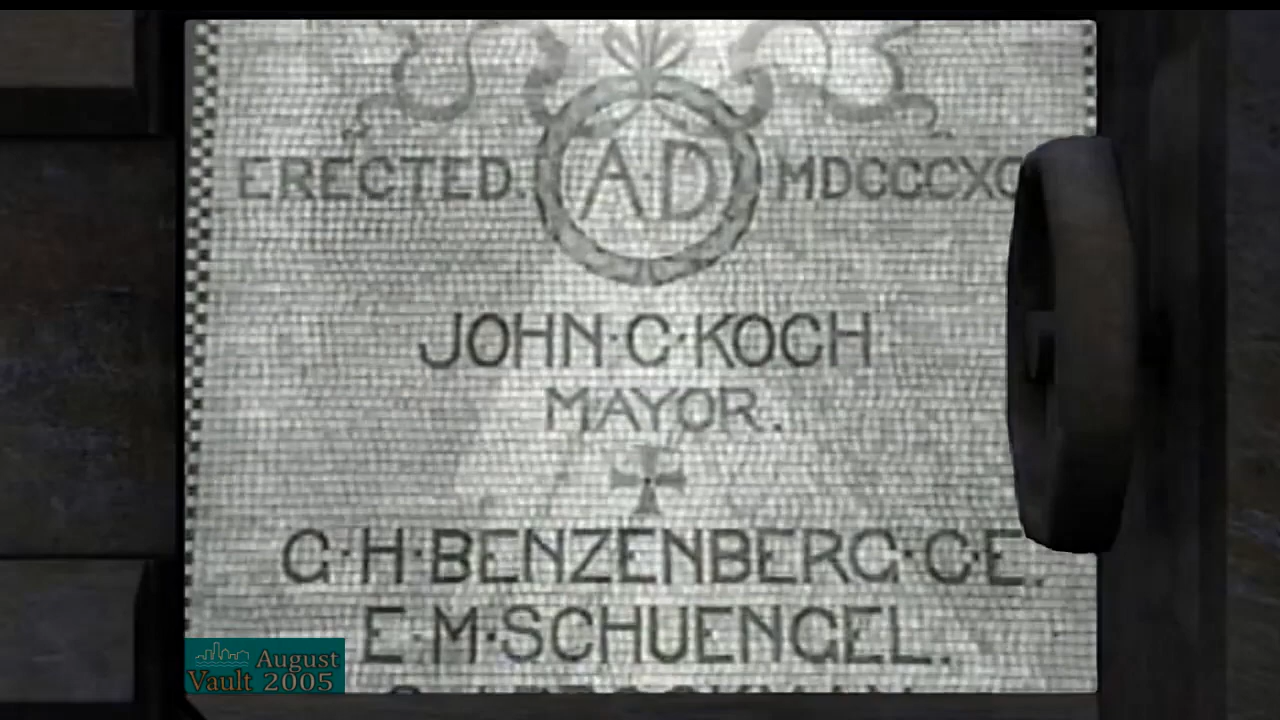 ERECTED. A·D MDCCCXC
JOHN·C·KOCH
MAYOR.
G·H·BENZENBERG·C·E.
E·M·SCHUENGEL.
August
Vault 2005